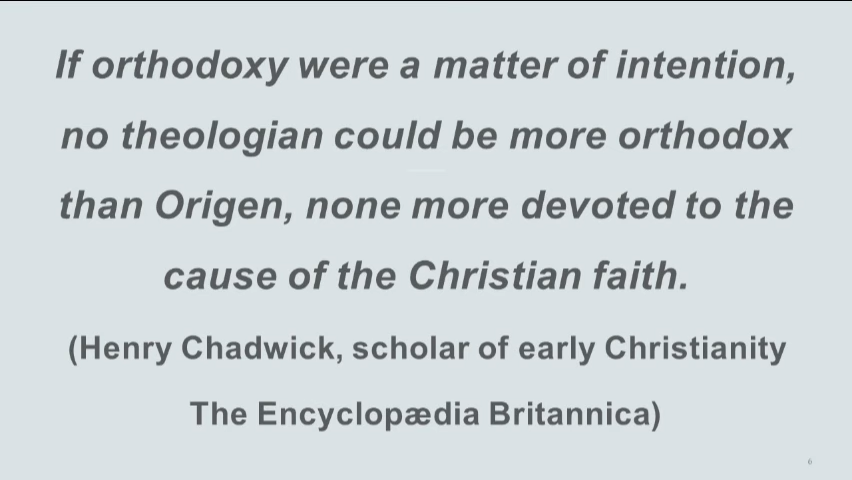 If orthodoxy were a matter of intention,
no theologian could be more orthodox
than Origen, none more devoted to the
cause of the Christian faith.
(Henry Chadwick, scholar of early Christianity
The Encyclopædia Britannica)
6